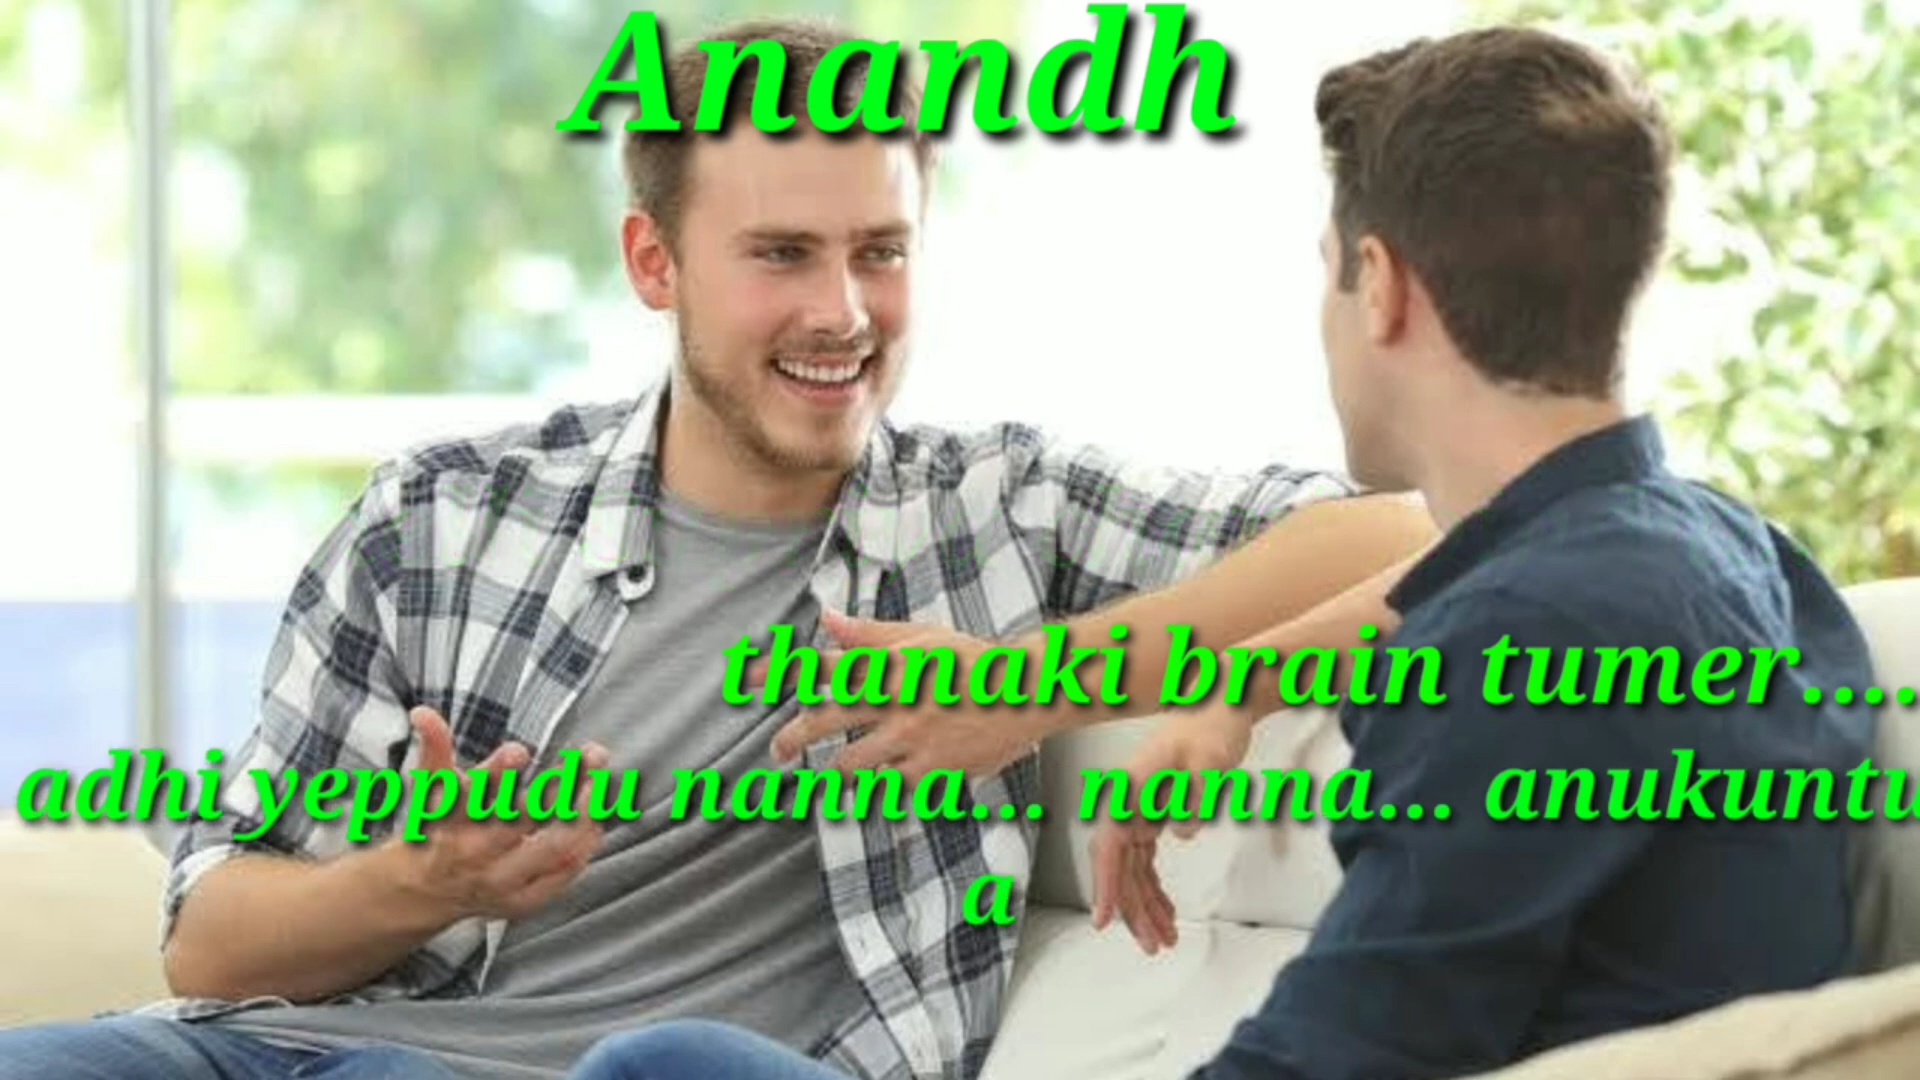 Anandh
thanaki brain tumer....
adhi yeppudu nanna... nanna... anukuntu
a